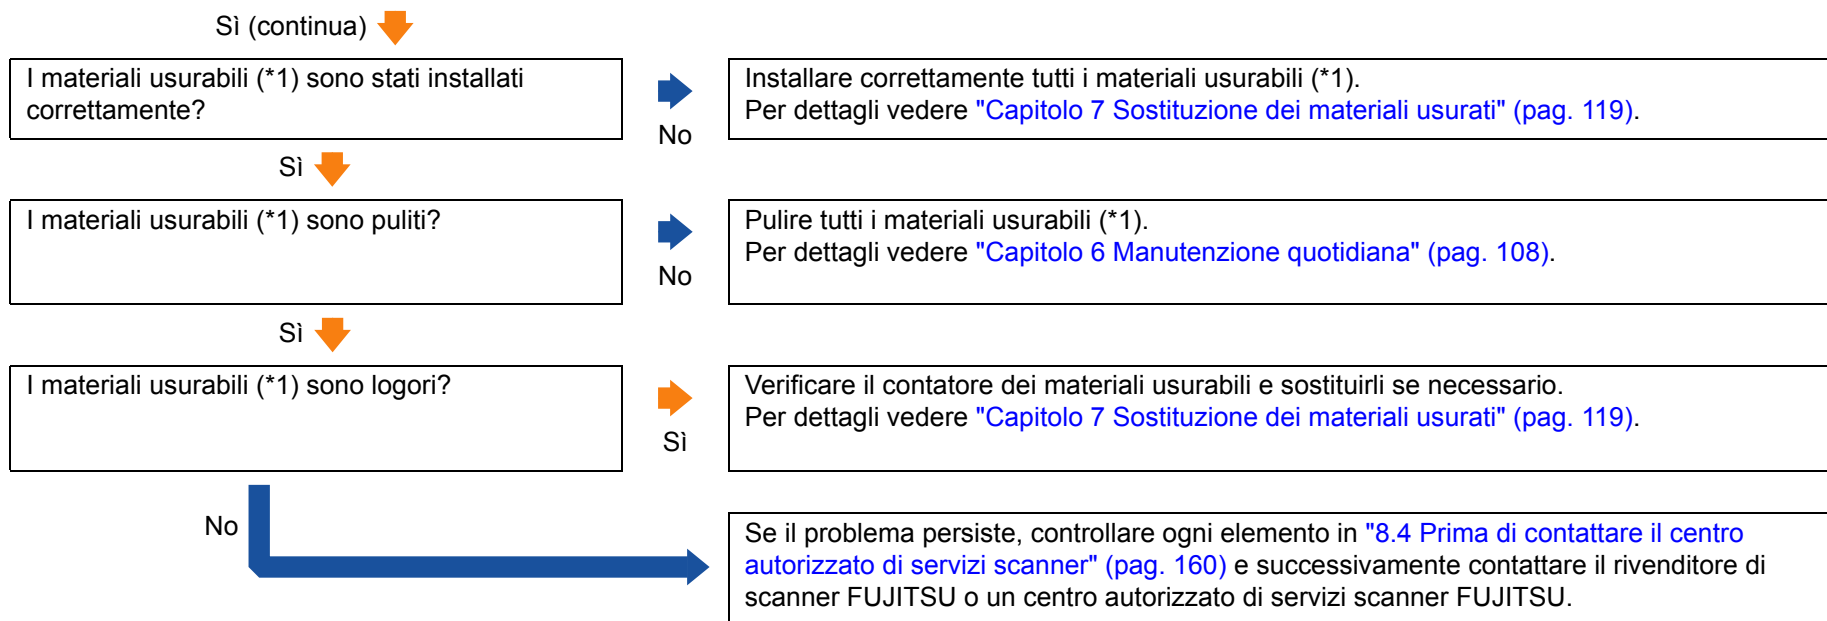 Sì (continua)
I materiali usurabili (*1) sono stati installati
correttamente?
No
Installare correttamente tutti i materiali usurabili (*1).
Per dettagli vedere "Capitolo 7 Sostituzione dei materiali usurati" (pag. 119).
Sì
I materiali usurabili (*1) sono puliti?
No
Pulire tutti i materiali usurabili (*1).
Per dettagli vedere "Capitolo 6 Manutenzione quotidiana" (pag. 108).
Sì
I materiali usurabili (*1) sono logori?
Sì
Verificare il contatore dei materiali usurabili e sostituirli se necessario.
Per dettagli vedere "Capitolo 7 Sostituzione dei materiali usurati" (pag. 119).
No
Se il problema persiste, controllare ogni elemento in "8.4 Prima di contattare il centro
autorizzato di servizi scanner" (pag. 160) e successivamente contattare il rivenditore di
scanner FUJITSU o un centro autorizzato di servizi scanner FUJITSU.